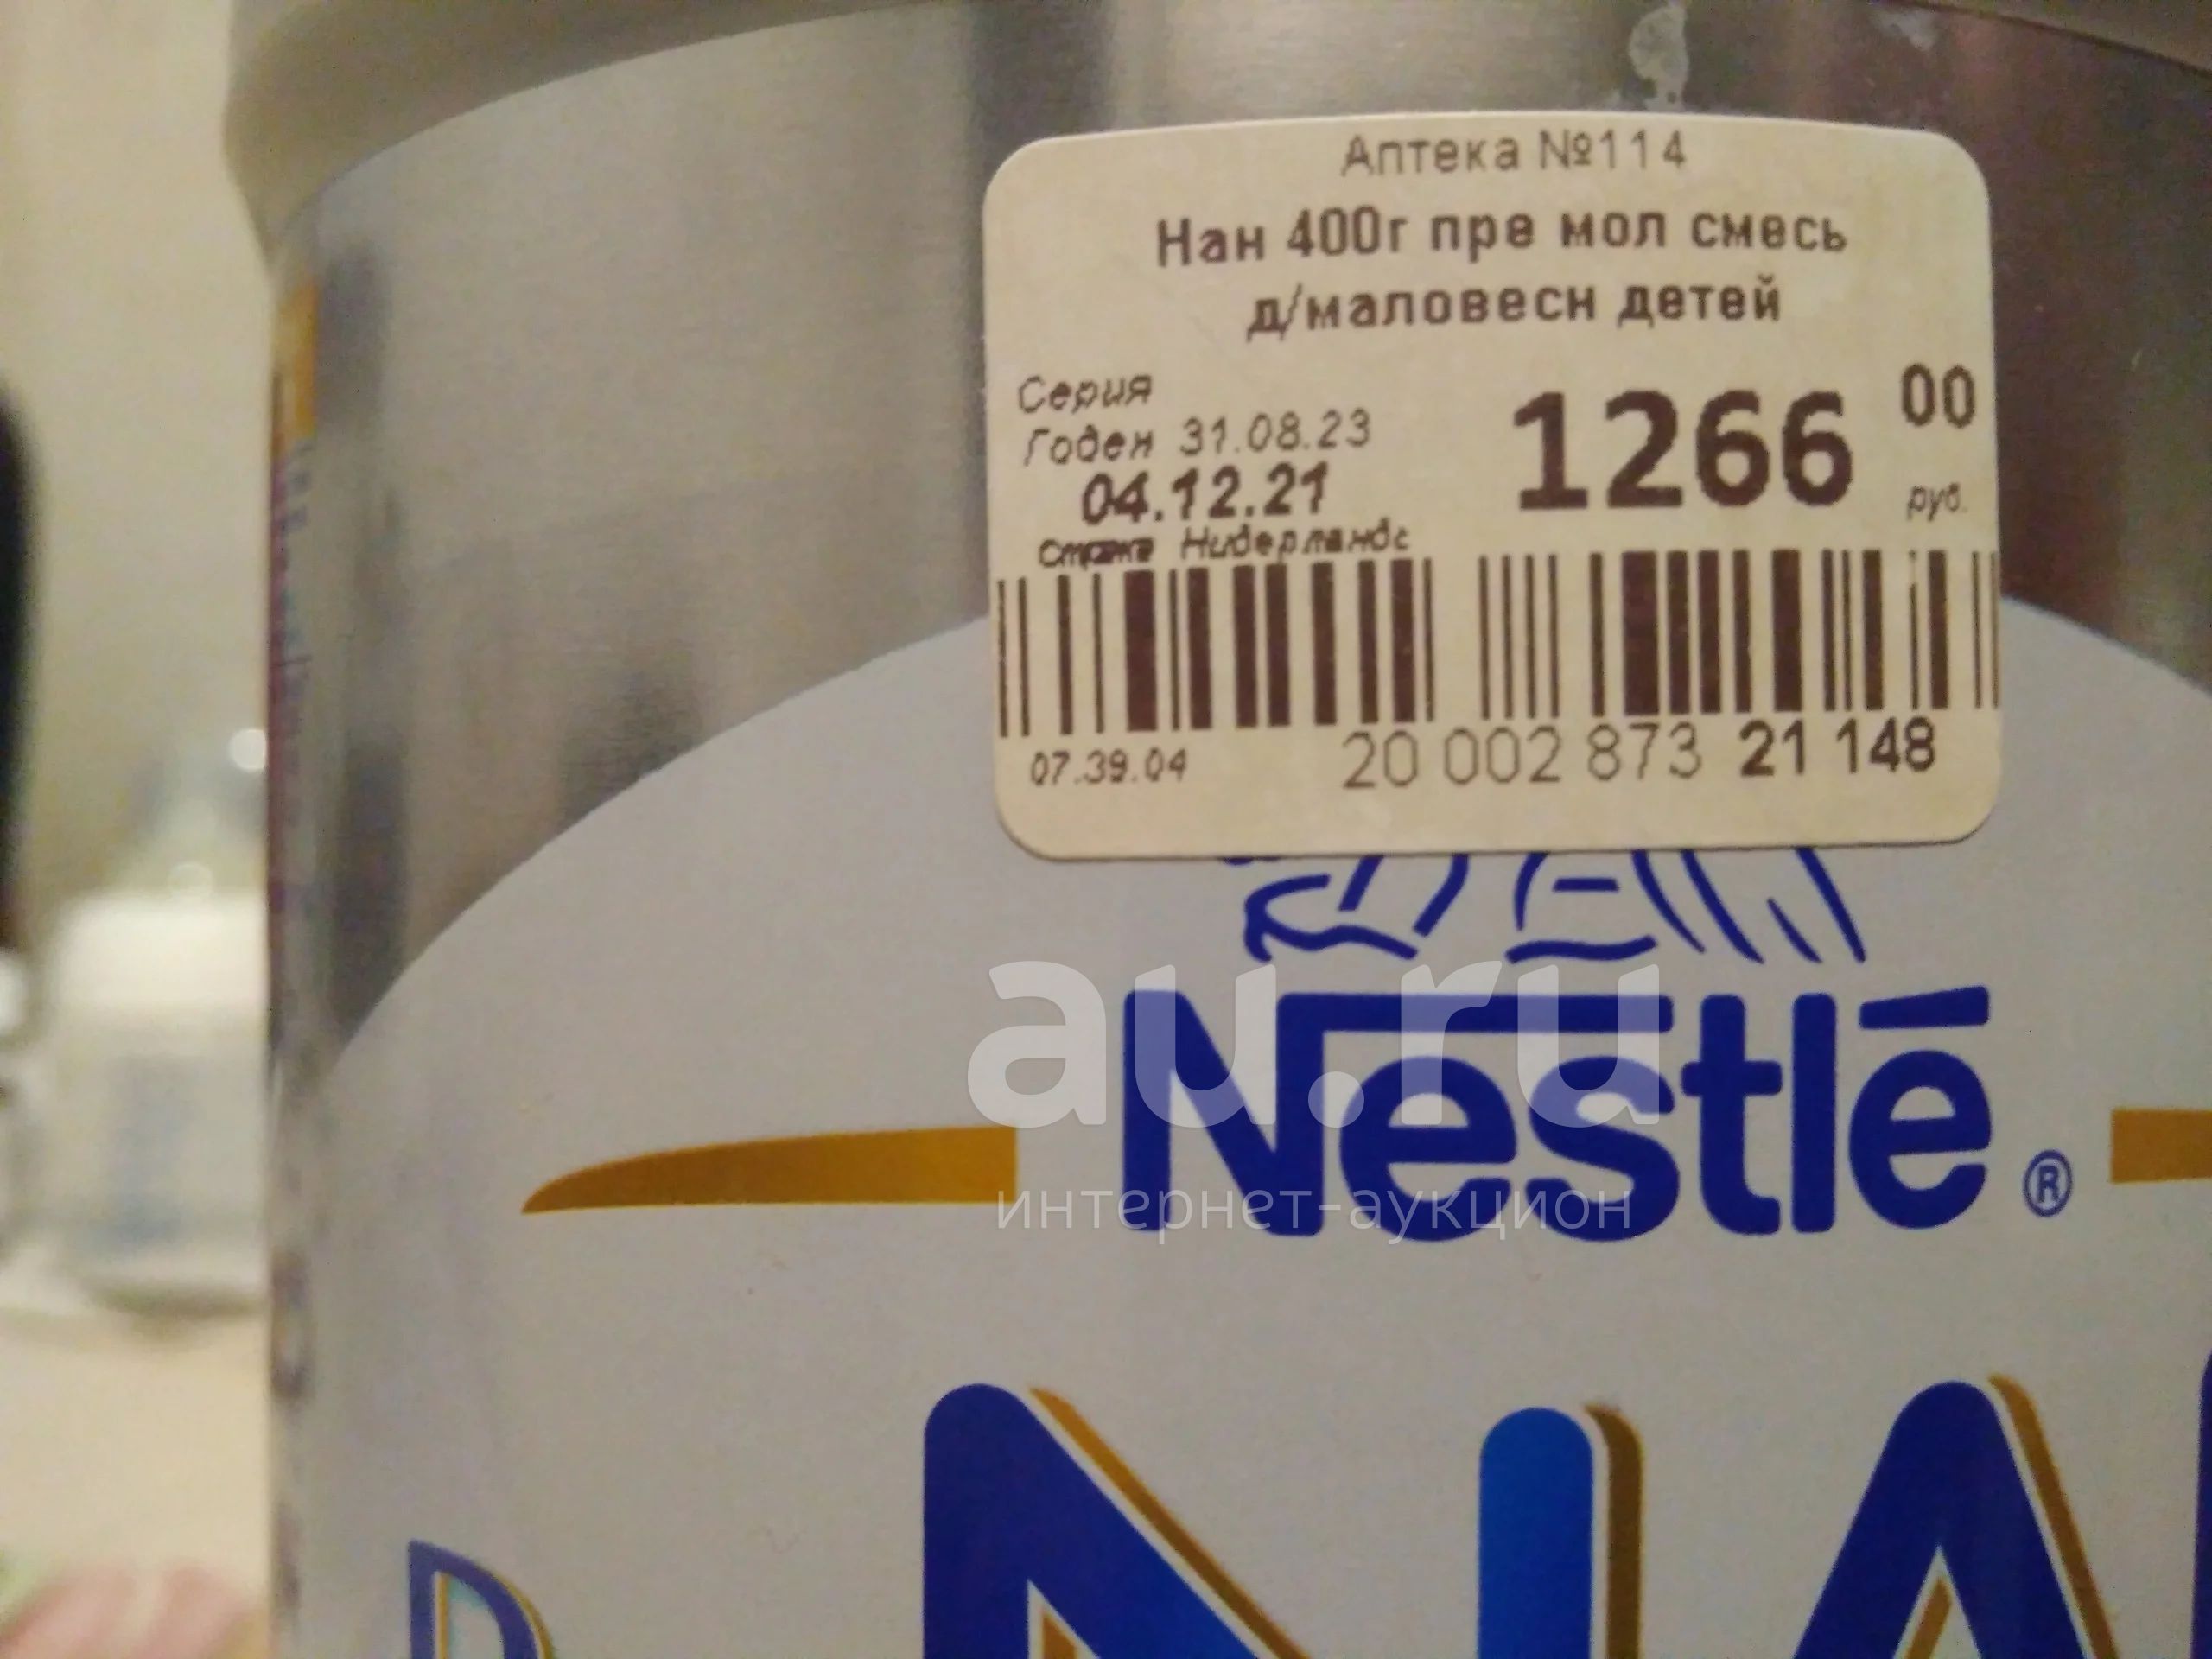 Аптека №114
Нан 400г пре мол смесь
д/маловесн детей
Серия
Годен 31.08.23
1266 00
руб.
04.12.21
Страна Нидерландс
07.39.04 20 002 873 21 148
Nestlé ®
au.ru
интернет-аукцион